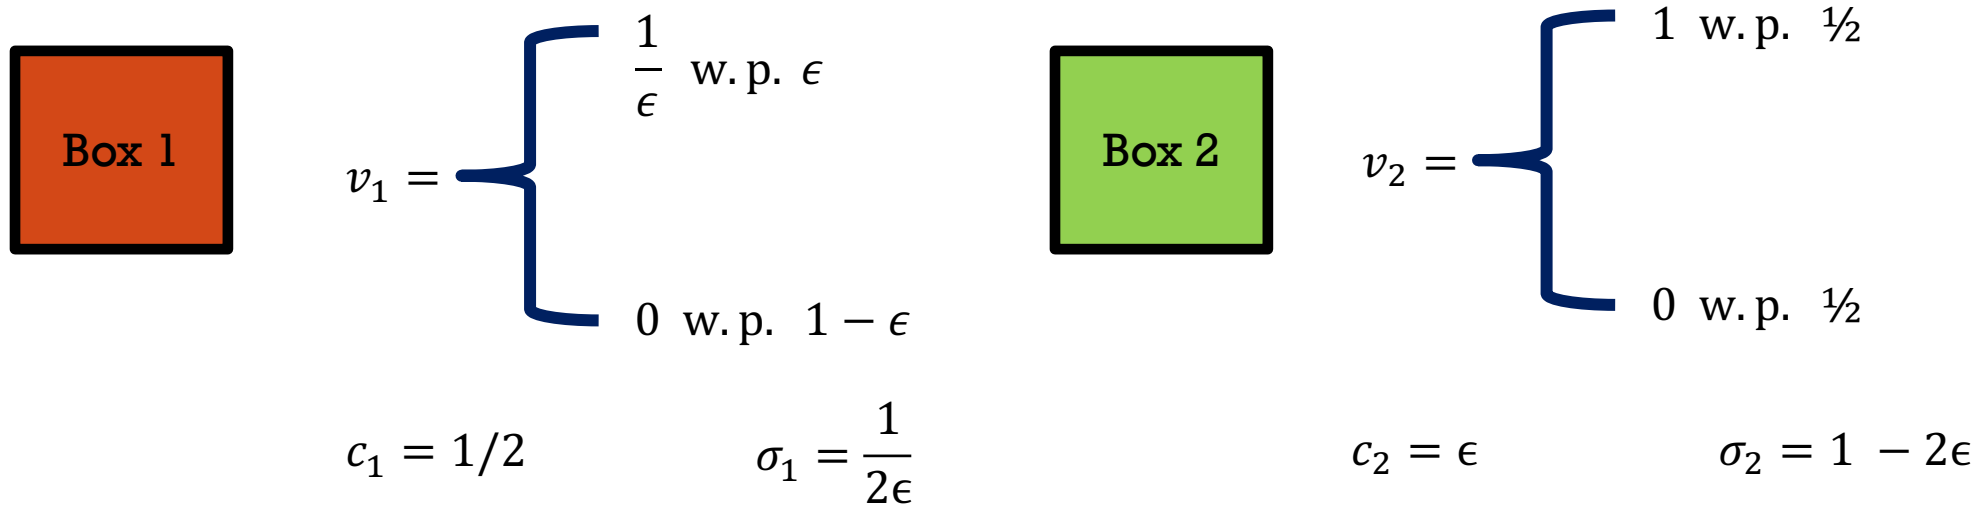 Box 1
v₁ =
1/ϵ w.p. ϵ
0 w.p. 1 − ϵ
c₁ = 1/2
σ₁ = 1/2ϵ
Box 2
v₂ =
1 w.p. ½
0 w.p. ½
c₂ = ϵ
σ₂ = 1 − 2ϵ